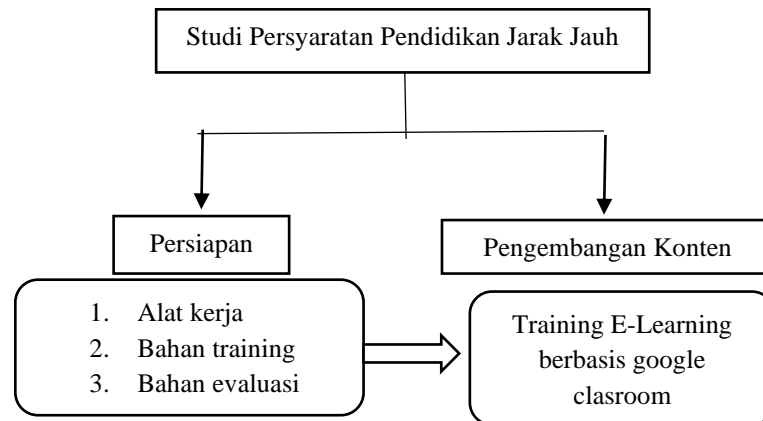 Studi Persyaratan Pendidikan Jarak Jauh
Persiapan
Pengembangan Konten
1. Alat kerja
2. Bahan training
3. Bahan evaluasi
Training E-Learning
berbasis google
clasroom